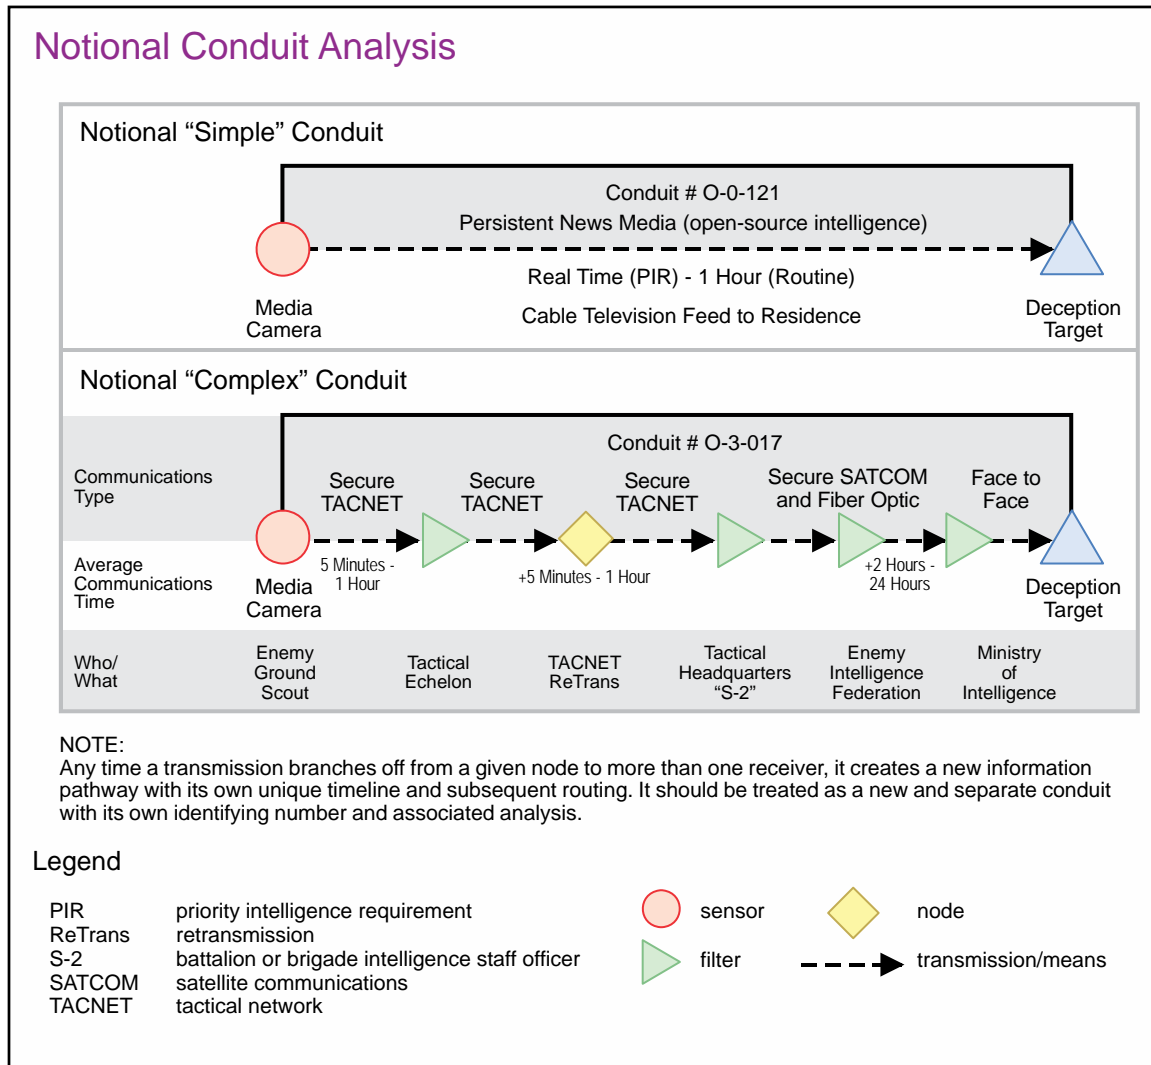 Notional Conduit Analysis
Notional “Simple” Conduit
Conduit # O-0-121
Persistent News Media (open-source intelligence)
Real Time (PIR) - 1 Hour (Routine)
Cable Television Feed to Residence
Media
Camera
Deception
Target
Notional “Complex” Conduit
Conduit # O-3-017
Communications
Type
Secure
TACNET
Secure
TACNET
Secure
TACNET
Secure SATCOM
and Fiber Optic
Face to
Face
Average
Communications
Time
Media
Camera
5 Minutes -
1 Hour
+5 Minutes - 1 Hour
+2 Hours -
24 Hours
Deception
Target
Who/
What
Enemy
Ground
Scout
Tactical
Echelon
TACNET
ReTrans
Tactical
Headquarters
“S-2”
Enemy
Intelligence
Federation
Ministry
of
Intelligence
NOTE:
Any time a transmission branches off from a given node to more than one receiver, it creates a new information
pathway with its own unique timeline and subsequent routing. It should be treated as a new and separate conduit
with its own identifying number and associated analysis.
Legend
PIR priority intelligence requirement
ReTrans retransmission
S-2 battalion or brigade intelligence staff officer
SATCOM satellite communications
TACNET tactical network
sensor
node
filter
transmission/means